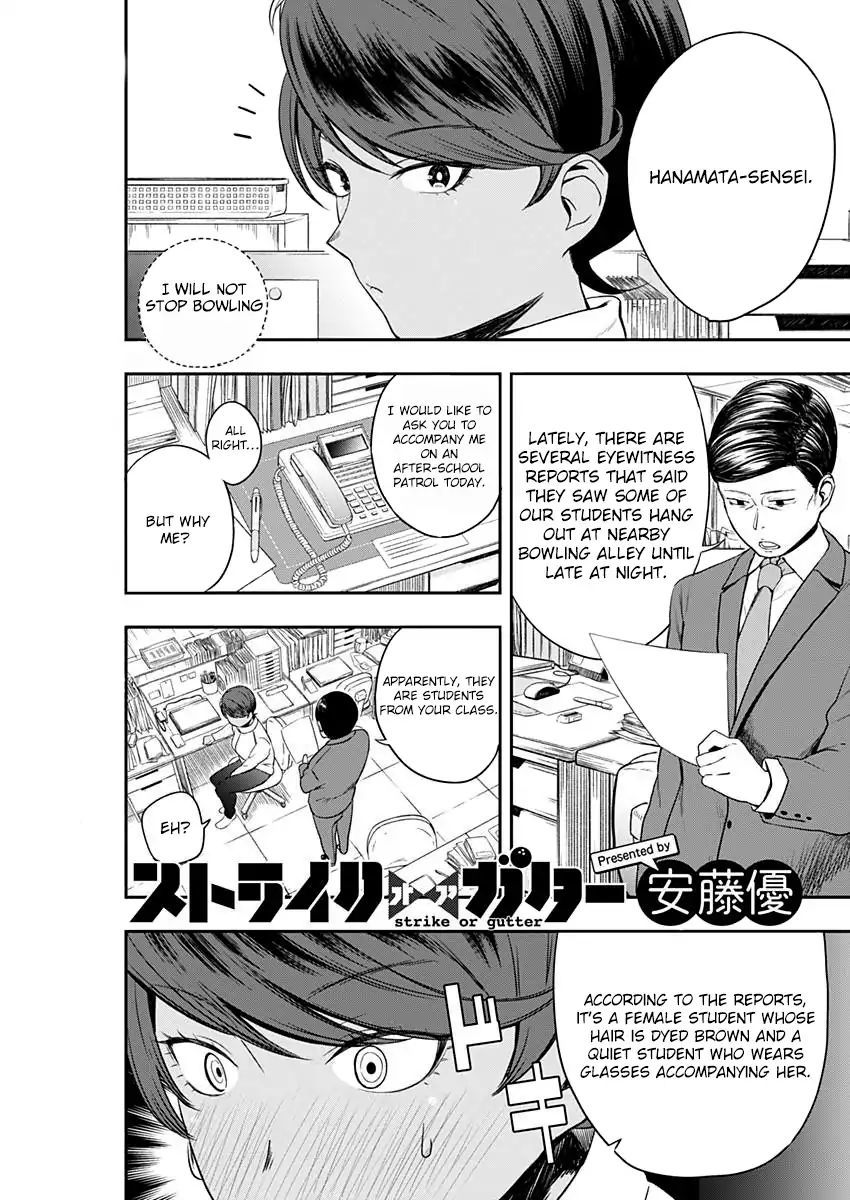 HANAMATA-SENSEI.
I WILL NOT
STOP BOWLING
LATELY, THERE ARE
SEVERAL EYEWITNESS
REPORTS THAT SAID
THEY SAW SOME OF
OUR STUDENTS HANG
OUT AT NEARBY
BOWLING ALLEY UNTIL
LATE AT NIGHT.
I WOULD LIKE TO
ASK YOU TO
ACCOMPANY ME
ON AN
AFTER-SCHOOL
PATROL TODAY.
ALL
RIGHT...
BUT WHY
ME?
APPARENTLY, THEY
ARE STUDENTS
FROM YOUR CLASS.
EH?
ストライクオアガター
strike or gutter
Presented by
安藤優
ACCORDING TO THE REPORTS,
IT'S A FEMALE STUDENT WHOSE
HAIR IS DYED BROWN AND A
QUIET STUDENT WHO WEARS
GLASSES ACCOMPANYING HER.
ドキ